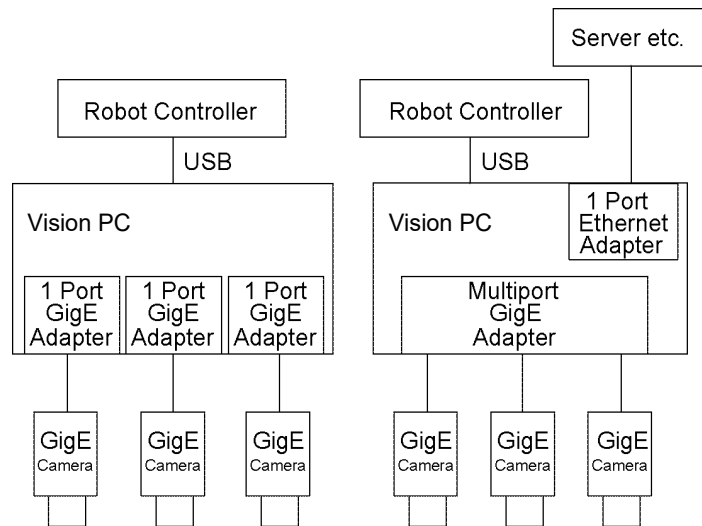 Server etc.
Robot Controller
Robot Controller
USB
USB
Vision PC
Vision PC
1 Port
Ethernet
Adapter
1 Port
GigE
Adapter
1 Port
GigE
Adapter
1 Port
GigE
Adapter
Multiport
GigE
Adapter
GigE
Camera
GigE
Camera
GigE
Camera
GigE
Camera
GigE
Camera
GigE
Camera